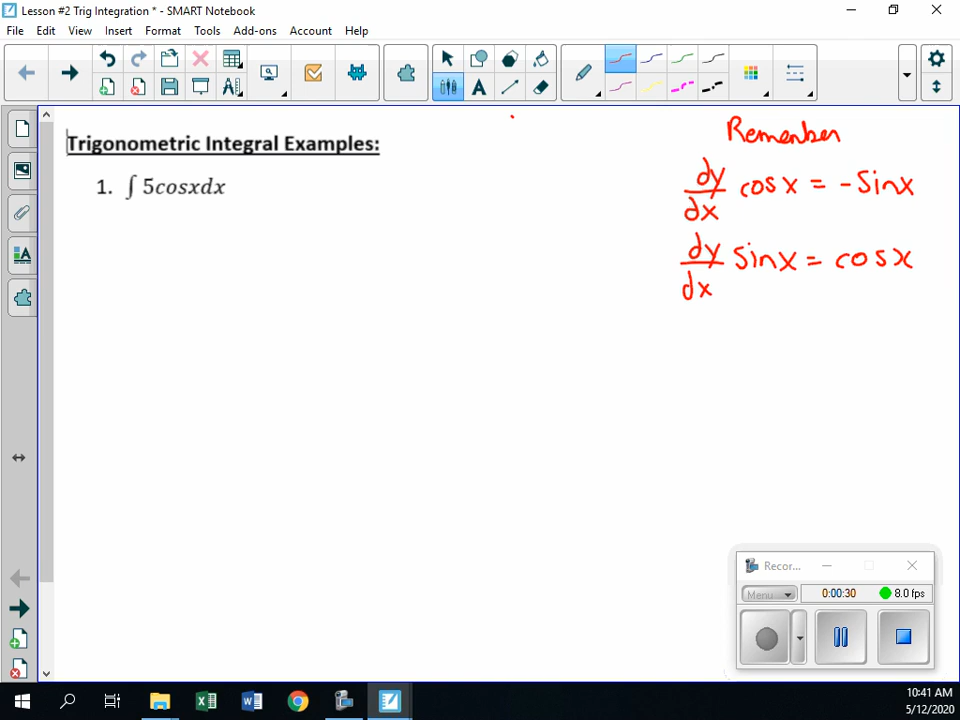 Lesson #2 Trig Integration * - SMART Notebook
File Edit View Insert Format Tools Add-ons Account Help
Trigonometric Integral Examples:
1. ∫ 5cosxdx
Remember
dy/dx cosx = -sinx
dy/dx sinx = cosx
Recor...
Menu 0:00:30 8.0 fps
10:41 AM
5/12/2020